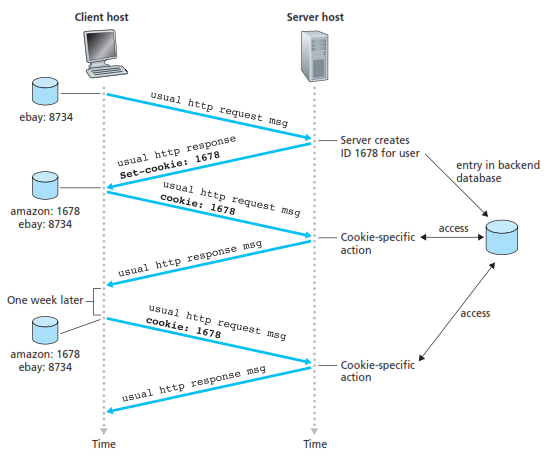 Client host
Server host
ebay: 8734
usual http request msg
Server creates
ID 1678 for user
usual http response
Set-cookie: 1678
entry in backend
database
amazon: 1678
ebay: 8734
usual http request msg
cookie: 1678
Cookie-specific
action
access
usual http response msg
One week later
amazon: 1678
ebay: 8734
usual http request msg
cookie: 1678
access
Cookie-specific
action
usual http response msg
Time
Time